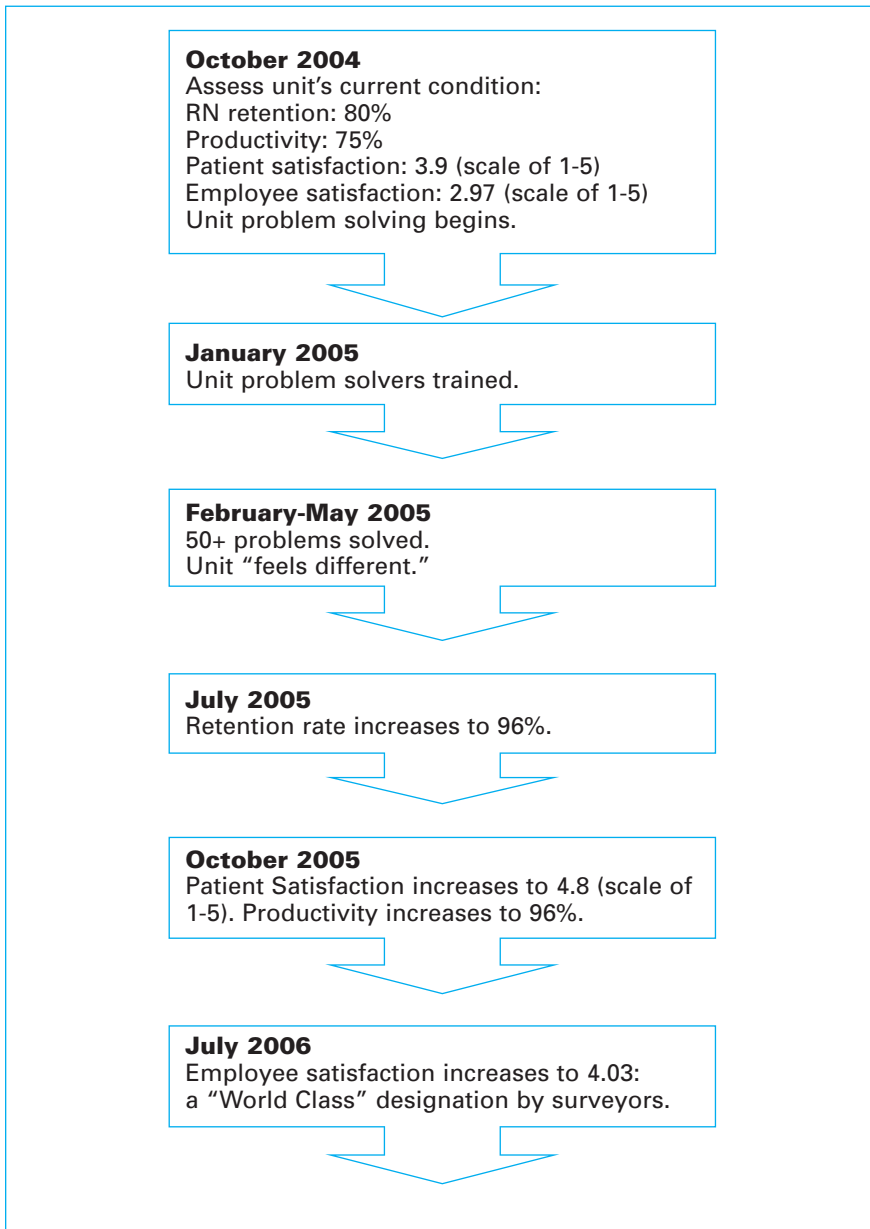 October 2004
Assess unit's current condition:
RN retention: 80%
Productivity: 75%
Patient satisfaction: 3.9 (scale of 1-5)
Employee satisfaction: 2.97 (scale of 1-5)
Unit problem solving begins.
January 2005
Unit problem solvers trained.
February-May 2005
50+ problems solved.
Unit “feels different.”
July 2005
Retention rate increases to 96%.
October 2005
Patient Satisfaction increases to 4.8 (scale of
1-5). Productivity increases to 96%.
July 2006
Employee satisfaction increases to 4.03:
a “World Class” designation by surveyors.